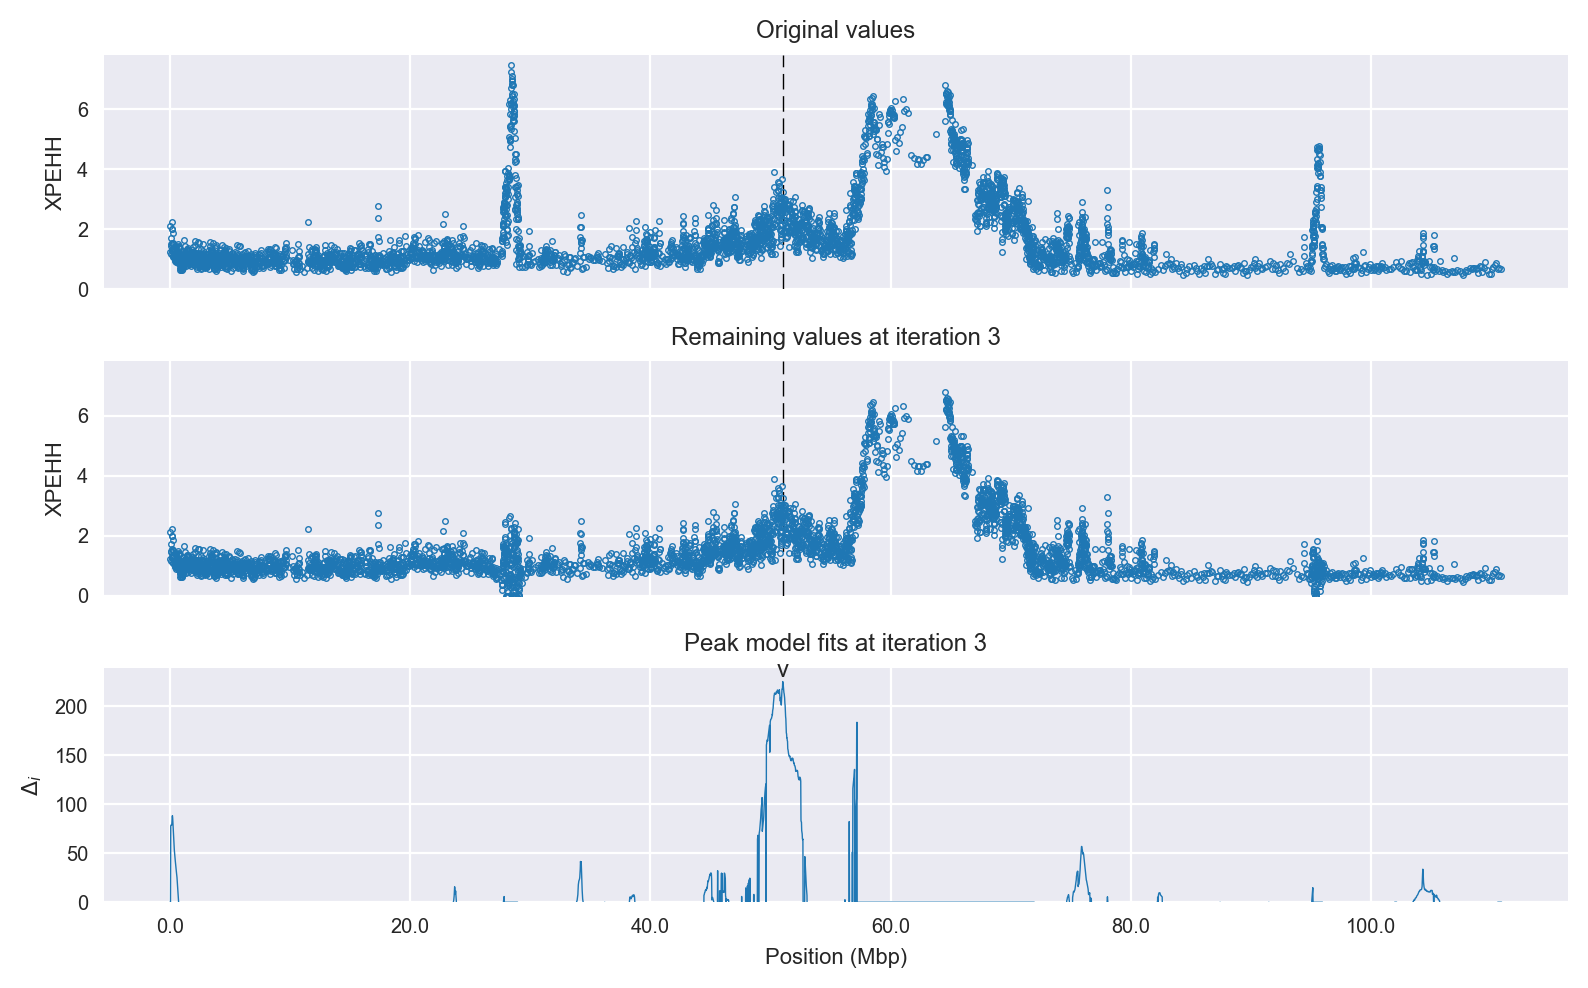 Original values
6
4
2
0
XPEHH
Remaining values at iteration 3
6
4
2
0
XPEHH
Peak model fits at iteration 3
v
200
150
100
50
0
Δi
0.0 20.0 40.0 60.0 80.0 100.0
Position (Mbp)